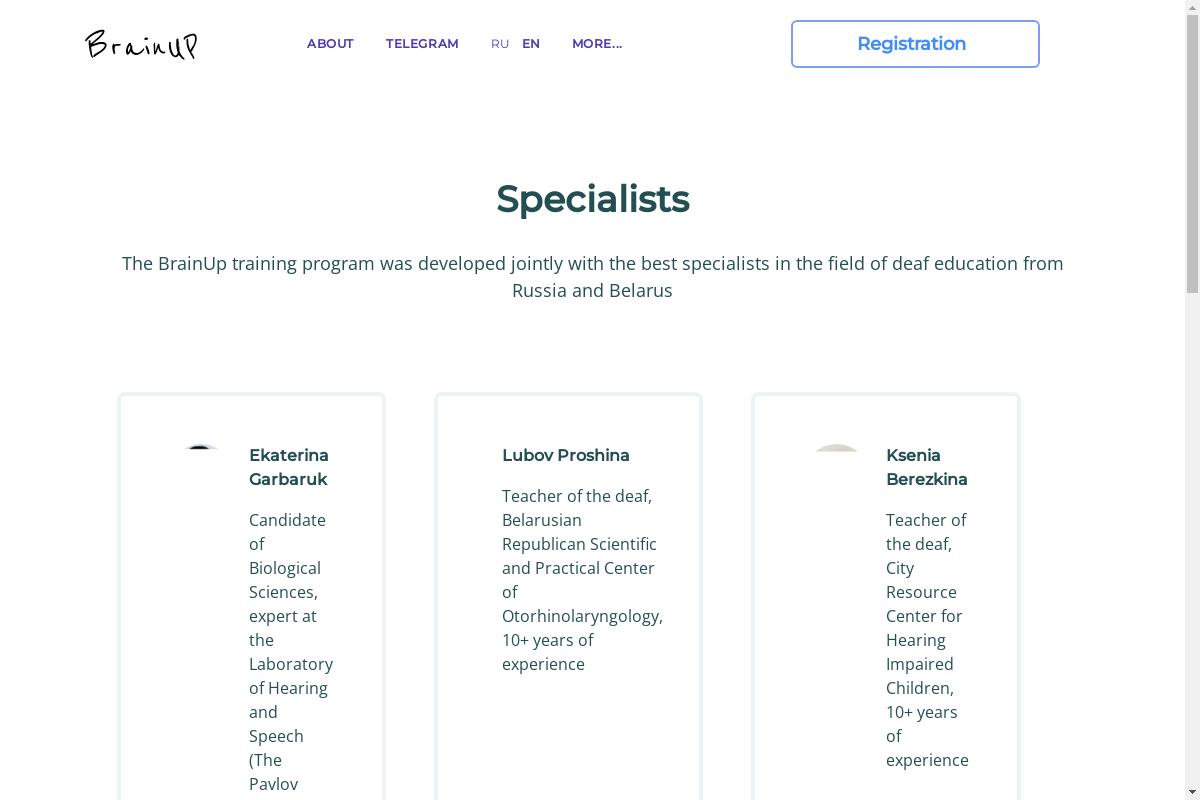 BrainUP
ABOUT
TELEGRAM
RU
EN
MORE...
Registration
Specialists
The BrainUp training program was developed jointly with the best specialists in the field of deaf education from
Russia and Belarus
Ekaterina
Garbaruk
Candidate
of
Biological
Sciences,
expert at
the
Laboratory
of Hearing
and
Speech
(The
Pavlov
Lubov Proshina
Teacher of the deaf,
Belarusian
Republican Scientific
and Practical Center
of
Otorhinolaryngology,
10+ years of
experience
Ksenia
Berezkina
Teacher of
the deaf,
City
Resource
Center for
Hearing
Impaired
Children,
10+ years
of
experience